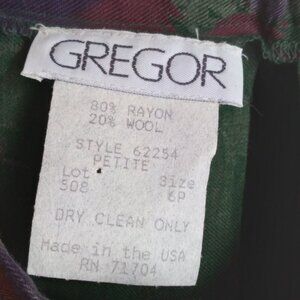 GREGOR
80% RAYON
20% WOOL
STYLE 62254
PETITE
Lot Size
508 6P
DRY CLEAN ONLY
Made in the USA
RN 71704